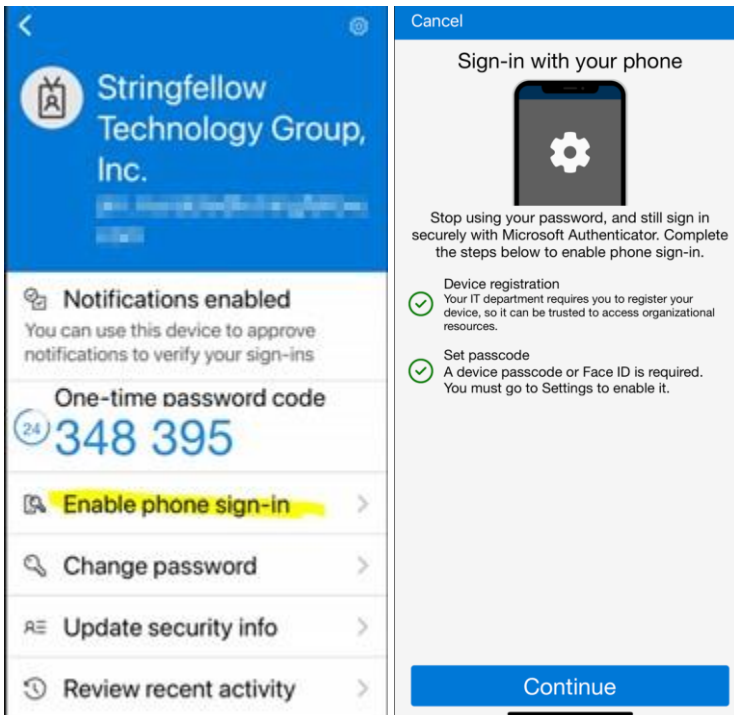 Stringfellow
Technology Group,
Inc.
Notifications enabled
You can use this device to approve
notifications to verify your sign-ins
One-time password code
24
348 395
Enable phone sign-in
Change password
Update security info
Review recent activity
Cancel
Sign-in with your phone
Stop using your password, and still sign in
securely with Microsoft Authenticator. Complete
the steps below to enable phone sign-in.
Device registration
Your IT department requires you to register your
device, so it can be trusted to access organizational
resources.
Set passcode
A device passcode or Face ID is required.
You must go to Settings to enable it.
Continue